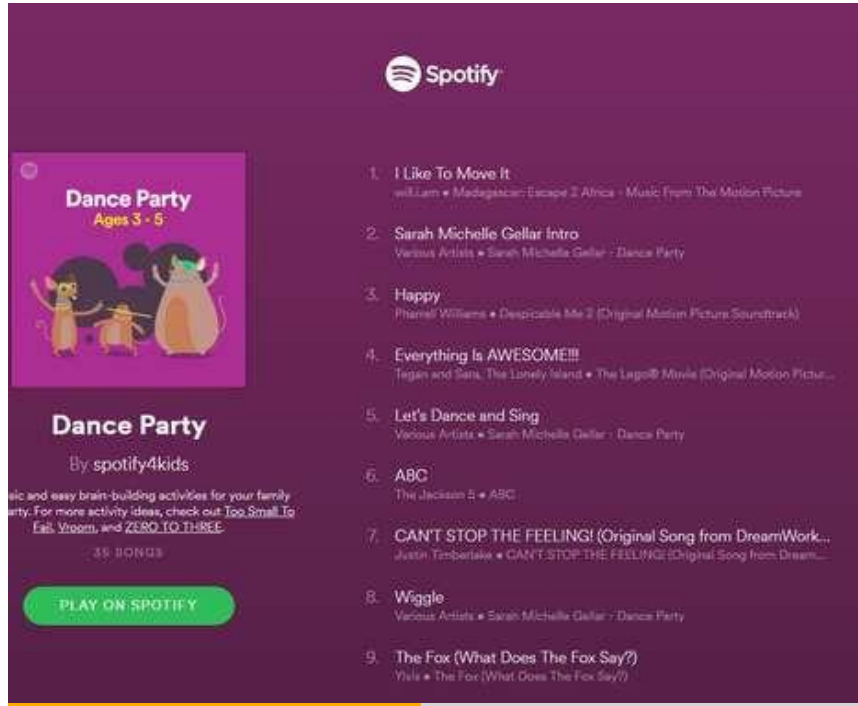 Spotify
Dance Party
Ages 3 - 5
Dance Party
By spotify4kids
sic and easy brain-building activities for your family
arty. For more activity ideas, check out Too Small To
Fail, Vroom, and ZERO TO THREE.
35 SONGS
PLAY ON SPOTIFY
1. I Like To Move It
will.i.am • Madagascar: Escape 2 Africa - Music From The Motion Picture
2. Sarah Michelle Gellar Intro
Various Artists • Sarah Michelle Gellar - Dance Party
3. Happy
Pharrell Williams • Despicable Me 2 (Original Motion Picture Soundtrack)
4. Everything Is AWESOME!!!
Tegan and Sara, The Lonely Island • The Lego® Movie (Original Motion Pictur...
5. Let's Dance and Sing
Various Artists • Sarah Michelle Gellar - Dance Party
6. ABC
The Jackson 5 • ABC
7. CAN'T STOP THE FEELING! (Original Song from DreamWork...
Justin Timberlake • CAN'T STOP THE FEELING! (Original Song from Dream...
8. Wiggle
Various Artists • Sarah Michelle Gellar - Dance Party
9. The Fox (What Does The Fox Say?)
Ylvis • The Fox (What Does The Fox Say?)